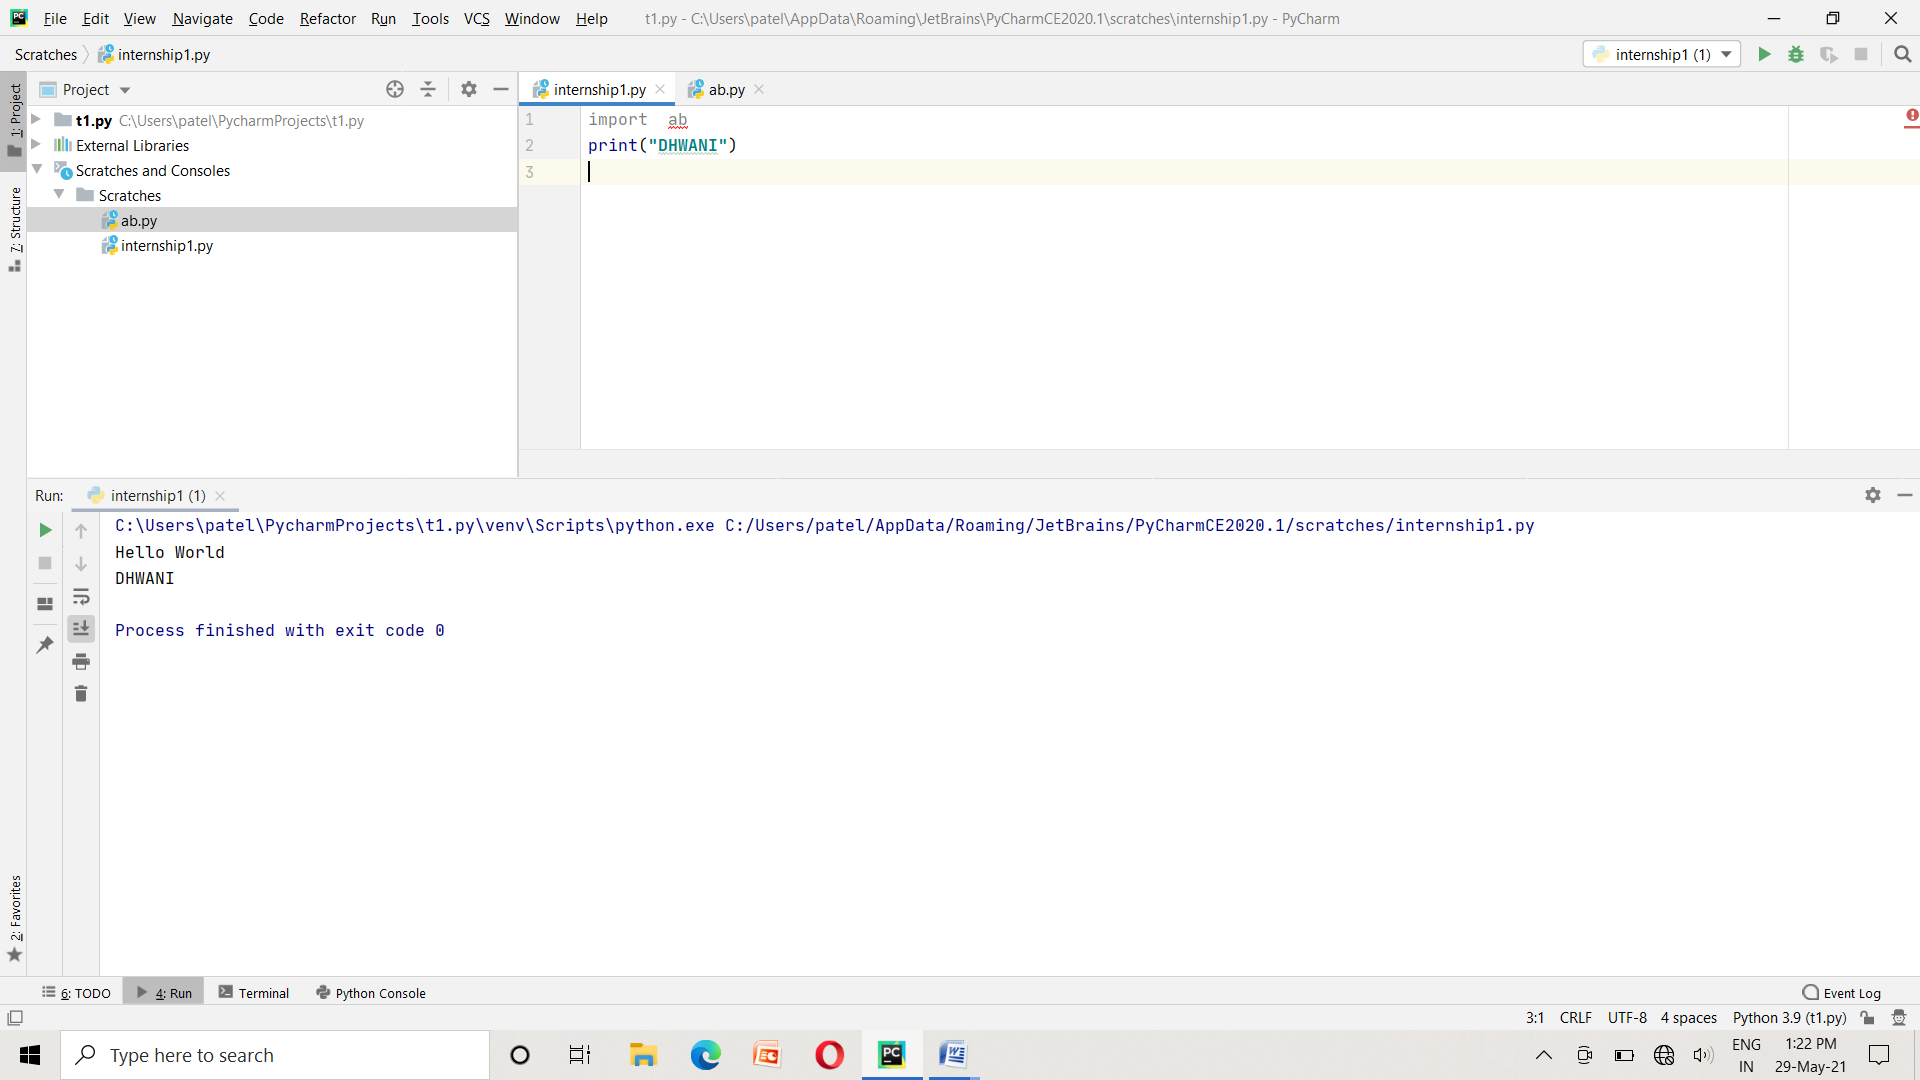 File Edit View Navigate Code Refactor Run Tools VCS Window Help t1.py - C:\Users\patel\AppData\Roaming\JetBrains\PyCharmCE2020.1\scratches\internship1.py - PyCharm
Scratches internship1.py internship1 (1)
1: Project
7: Structure
2: Favorites
Project
t1.py C:\Users\patel\PycharmProjects\t1.py
External Libraries
Scratches and Consoles
Scratches
ab.py
internship1.py
internship1.py ab.py
1 import  ab
2 print("DHWANI")
3
Run: internship1 (1)
C:\Users\patel\PycharmProjects\t1.py\venv\Scripts\python.exe C:/Users/patel/AppData/Roaming/JetBrains/PyCharmCE2020.1/scratches/internship1.py
Hello World
DHWANI
Process finished with exit code 0
6: TODO 4: Run Terminal Python Console Event Log
3:1 CRLF UTF-8 4 spaces Python 3.9 (t1.py)
Type here to search
ENG
IN
1:22 PM
29-May-21